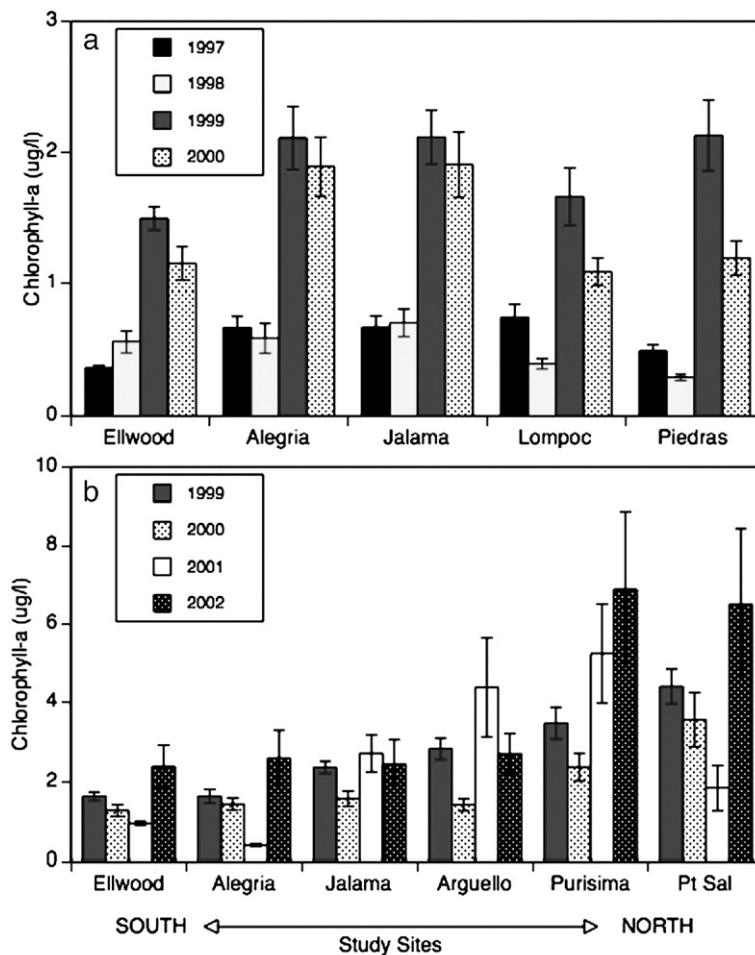 a
3
2
1
0
Chlorophyll-a (ug/l)
1997
1998
1999
2000
Ellwood Alegria Jalama Lompoc Piedras
b
10
8
6
4
2
0
Chlorophyll-a (ug/l)
1999
2000
2001
2002
Ellwood Alegria Jalama Arguello Purisima Pt Sal
SOUTH NORTH
Study Sites